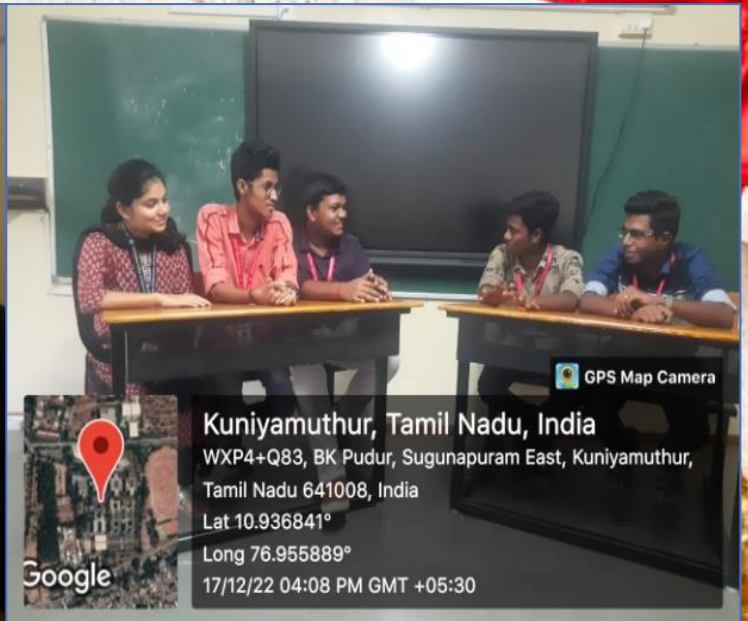 GPS Map Camera
Kuniyamuthur, Tamil Nadu, India
WXP4+Q83, BK Pudur, Sugunapuram East, Kuniyamuthur,
Tamil Nadu 641008, India
Lat 10.936841°
Long 76.955889°
17/12/22 04:08 PM GMT +05:30
Google